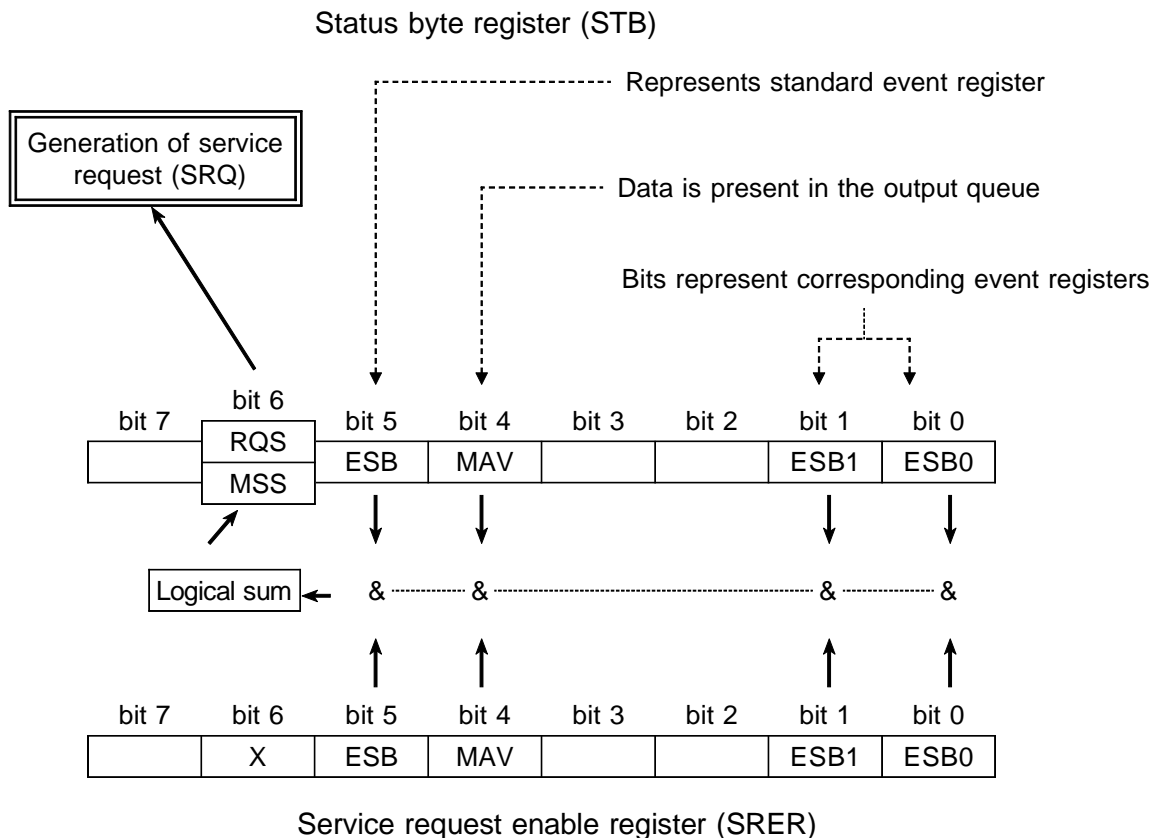 Status byte register (STB)
Represents standard event register
Generation of service
request (SRQ)
Data is present in the output queue
Bits represent corresponding event registers
bit 7 bit 6 bit 5 bit 4 bit 3 bit 2 bit 1 bit 0
RQS
MSS
ESB MAV ESB1 ESB0
Logical sum & & & &
bit 7 bit 6 bit 5 bit 4 bit 3 bit 2 bit 1 bit 0
X ESB MAV ESB1 ESB0
Service request enable register (SRER)